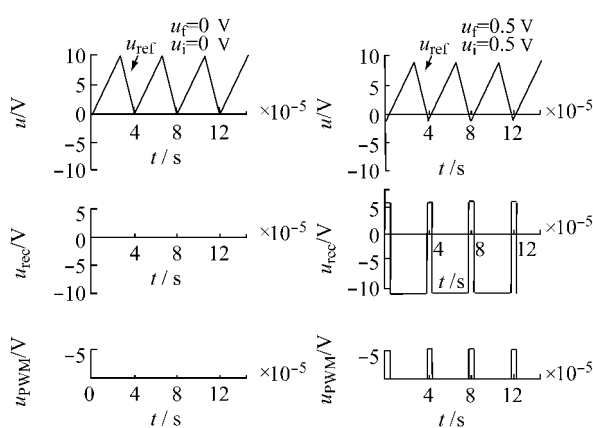 u_f=0 V
u_i=0 V
u_ref
10
5
0
−5
−10
u/V
4 8 12
×10⁻⁵
t / s
u_f=0.5 V
u_i=0.5 V
u_ref
10
5
0
−5
−10
u/V
4 8 12
×10⁻⁵
t / s
5
0
−5
−10
u_rec/V
4 8 12
×10⁻⁵
t / s
5
0
−5
−10
u_rec/V
4 8 12
×10⁻⁵
t / s
−5
u_PWM/V
0 4 8 12
×10⁻⁵
t / s
−5
u_PWM/V
4 8 12
×10⁻⁵
t / s